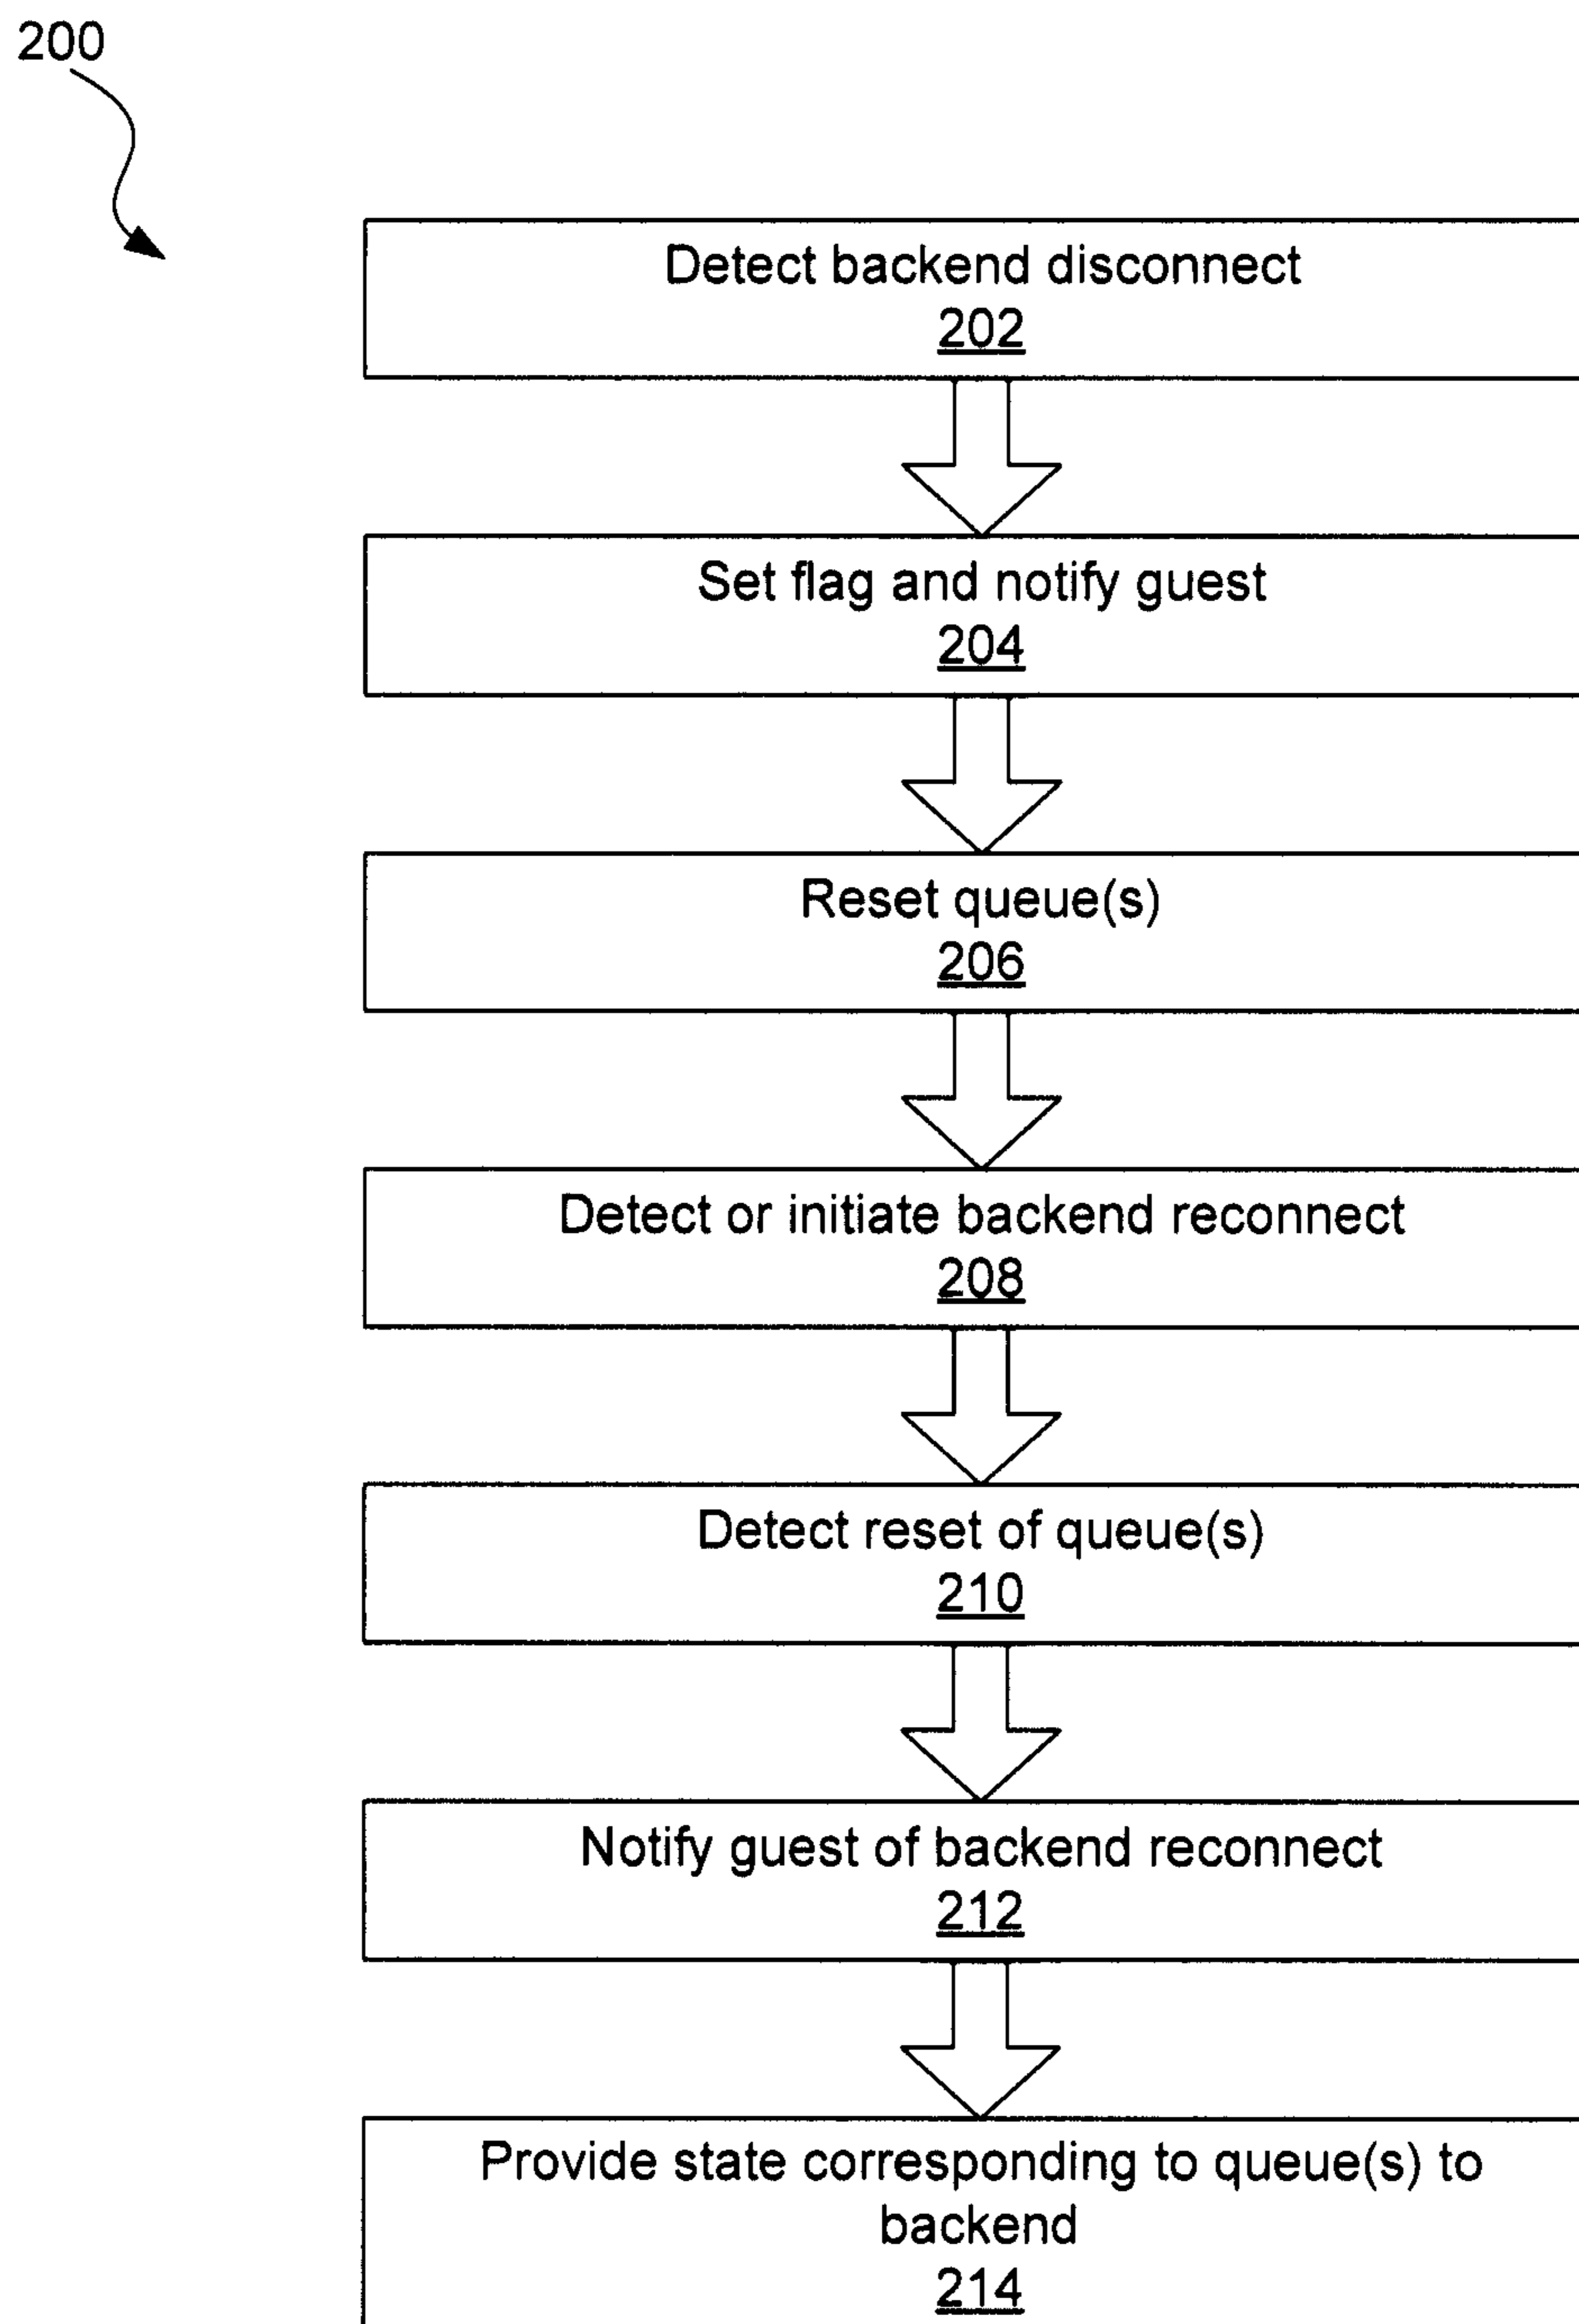 200
Detect backend disconnect
202
Set flag and notify guest
204
Reset queue(s)
206
Detect or initiate backend reconnect
208
Detect reset of queue(s)
210
Notify guest of backend reconnect
212
Provide state corresponding to queue(s) to
backend
214